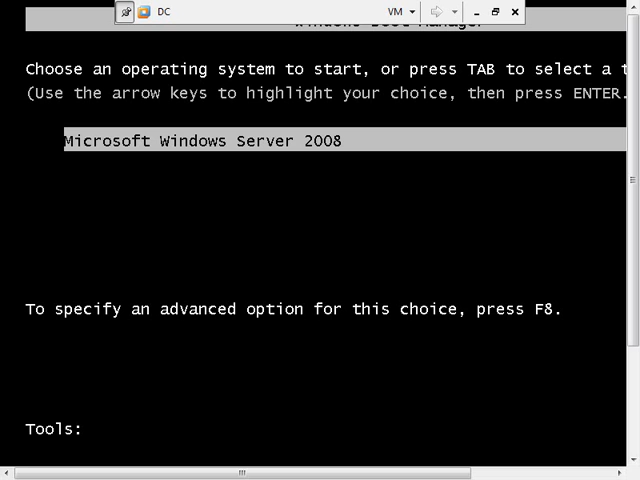 DC VM
Choose an operating system to start, or press TAB to select a t
(Use the arrow keys to highlight your choice, then press ENTER.
Microsoft Windows Server 2008
To specify an advanced option for this choice, press F8.
Tools: